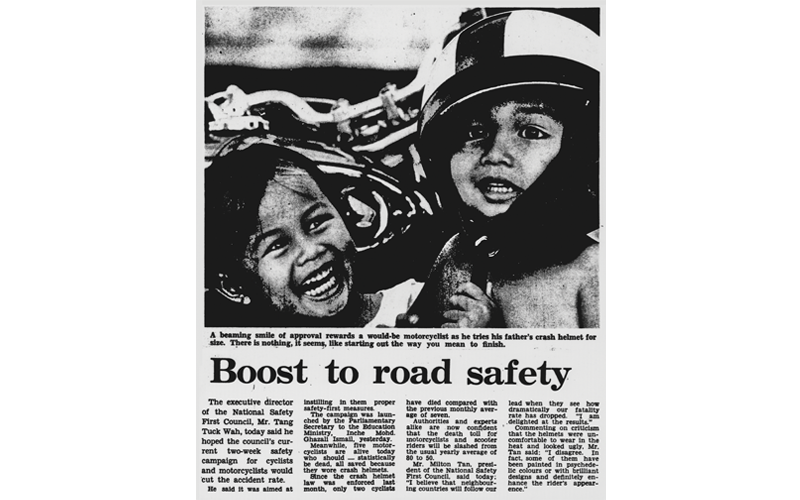 A beaming smile of approval rewards a would-be motorcyclist as he tries his father's crash helmet for
size. There is nothing, it seems, like starting out the way you mean to finish.
Boost to road safety
The executive director
of the National Safety
First Council, Mr. Tang
Tuck Wah, today said he
hoped the council's cur-
rent two-week safety
campaign for cyclists
and motorcyclists would
cut the accident rate.
He said it was aimed at
instilling in them proper
safety-first measures.
The campaign was laun-
ched by the Parliamentary
Secretary to the Education
Ministry, Inche Mohd.
Ghazali Ismail, yesterday.
Meanwhile, five motor-
cyclists are alive today
who should — statistically
be dead, all saved because
they wore crash helmets.
Since the crash helmet
law was enforced last
month, only two cyclists
have died compared with
the previous monthly aver-
age of seven.
Authorities and experts
alike are now confident
that the death toll of
motorcyclists and scooter
riders will be slashed from
the usual yearly average of
80 to 50.
Mr. Milton Tan, presi-
dent of the National Safety
First Council, said today:
"I believe that neighbour-
ing countries will follow our
lead when they see how
dramatically our fatality
rate has dropped. "I am
delighted at the results."
Commenting on criticism
that the helmets were un-
comfortable to wear in the
heat and looked ugly, Mr.
Tan said: "I disagree. In
fact, some of them have
been painted in psychede-
lic colours or with brilliant
designs and definitely en-
hance the rider's appear-
ence."